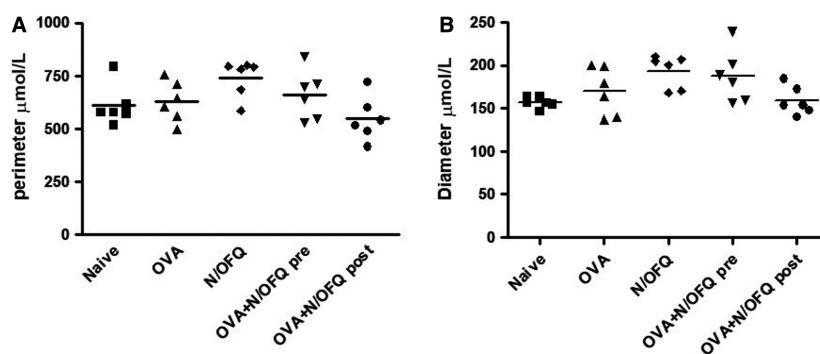 A
perimeter µmol/L
1000
750
500
250
0
Naive
OVA
N/OFQ
OVA+N/OFQ pre
OVA+N/OFQ post
B
Diameter µmol/L
250
200
150
100
50
0
Naive
OVA
N/OFQ
OVA+N/OFQ pre
OVA+N/OFQ post